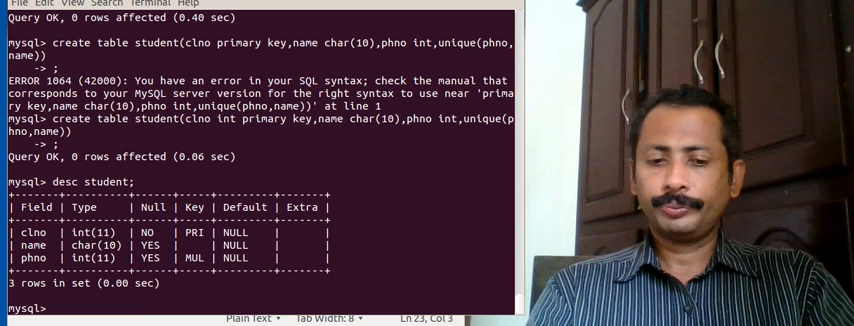 File Edit View Search Terminal Help
Query OK, 0 rows affected (0.40 sec)
mysql> create table student(clno primary key,name char(10),phno int,unique(phno,
name))
    -> ;
ERROR 1064 (42000): You have an error in your SQL syntax; check the manual that
corresponds to your MySQL server version for the right syntax to use near 'prima
ry key,name char(10),phno int,unique(phno,name))' at line 1
mysql> create table student(clno int primary key,name char(10),phno int,unique(p
hno,name))
    -> ;
Query OK, 0 rows affected (0.06 sec)
mysql> desc student;
+-------+----------+------+-----+---------+-------+
| Field | Type     | Null | Key | Default | Extra |
+-------+----------+------+-----+---------+-------+
| clno  | int(11)  | NO   | PRI | NULL    |       |
| name  | char(10) | YES  |     | NULL    |       |
| phno  | int(11)  | YES  | MUL | NULL    |       |
+-------+----------+------+-----+---------+-------+
3 rows in set (0.00 sec)
mysql>
Plain Text Tab Width: 8 Ln 23, Col 3